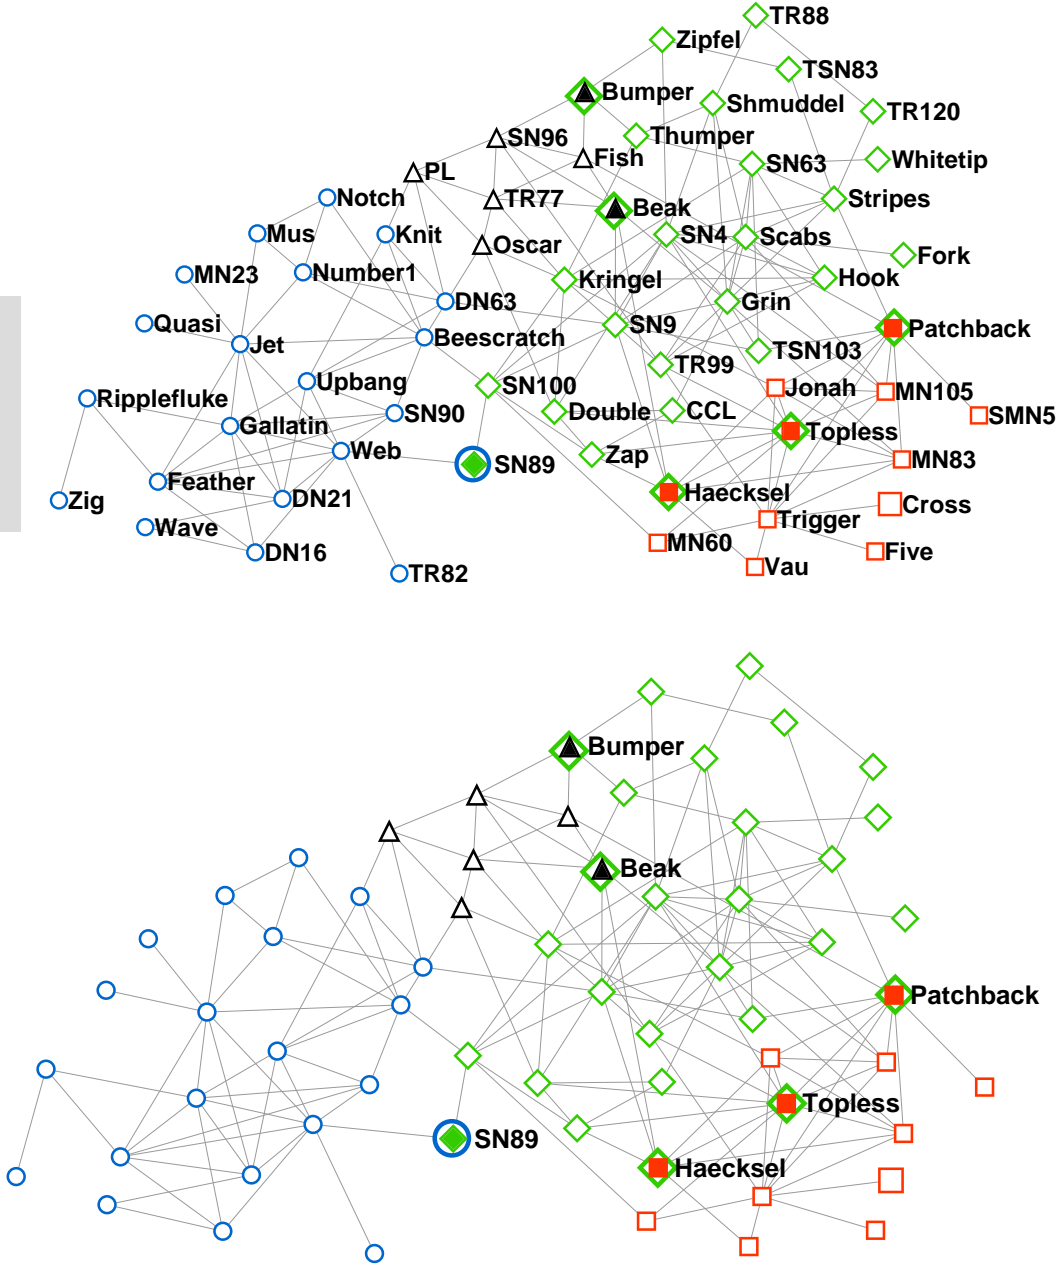 TR88
Zipfel
TSN83
Bumper
Shmuddel
TR120
SN96
Thumper
Fish
SN63
Whitetip
PL
Notch
TR77
Beak
Stripes
Mus
Knit
Oscar
SN4
Scabs
Fork
MN23
Number1
Kringel
Hook
DN63
Grin
Quasi
Jet
Beescratch
SN9
Patchback
TSN103
TR99
Upbang
SN100
Jonah
MN105
Ripplefluke
SN90
Double
CCL
SMN5
Gallatin
Topless
Web
SN89
Zap
MN83
Feather
Zig
DN21
Haecksel
Cross
Wave
Trigger
DN16
MN60
Five
TR82
Vau
Bumper
Beak
Patchback
Topless
SN89
Haecksel